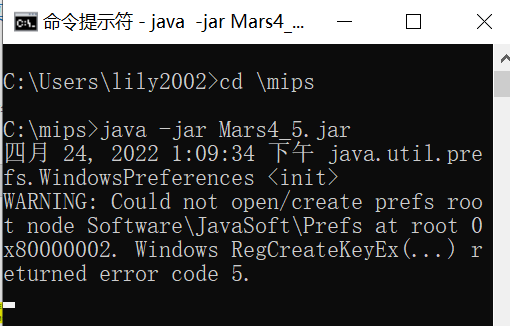 命令提示符 - java  -jar Mars4_...
C:\Users\lily2002>cd \mips
C:\mips>java -jar Mars4_5.jar
四月 24, 2022 1:09:34 下午 java.util.pre
fs.WindowsPreferences <init>
WARNING: Could not open/create prefs roo
t node Software\JavaSoft\Prefs at root 0
x80000002. Windows RegCreateKeyEx(...) r
eturned error code 5.